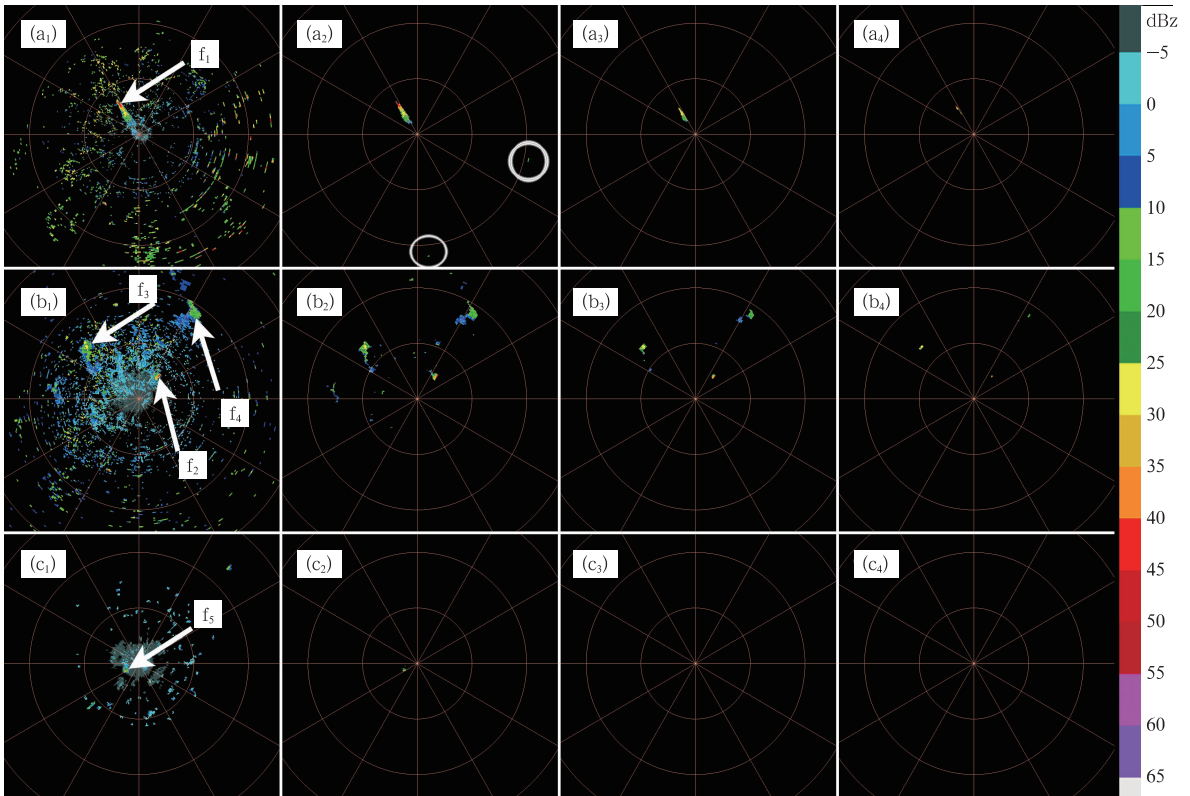 (a₁)
f₁
(a₂)
(a₃)
(a₄)
(b₁)
f₃
f₄
f₂
(b₂)
(b₃)
(b₄)
(c₁)
f₅
(c₂)
(c₃)
(c₄)
dBz
−5
0
5
10
15
20
25
30
35
40
45
50
55
60
65